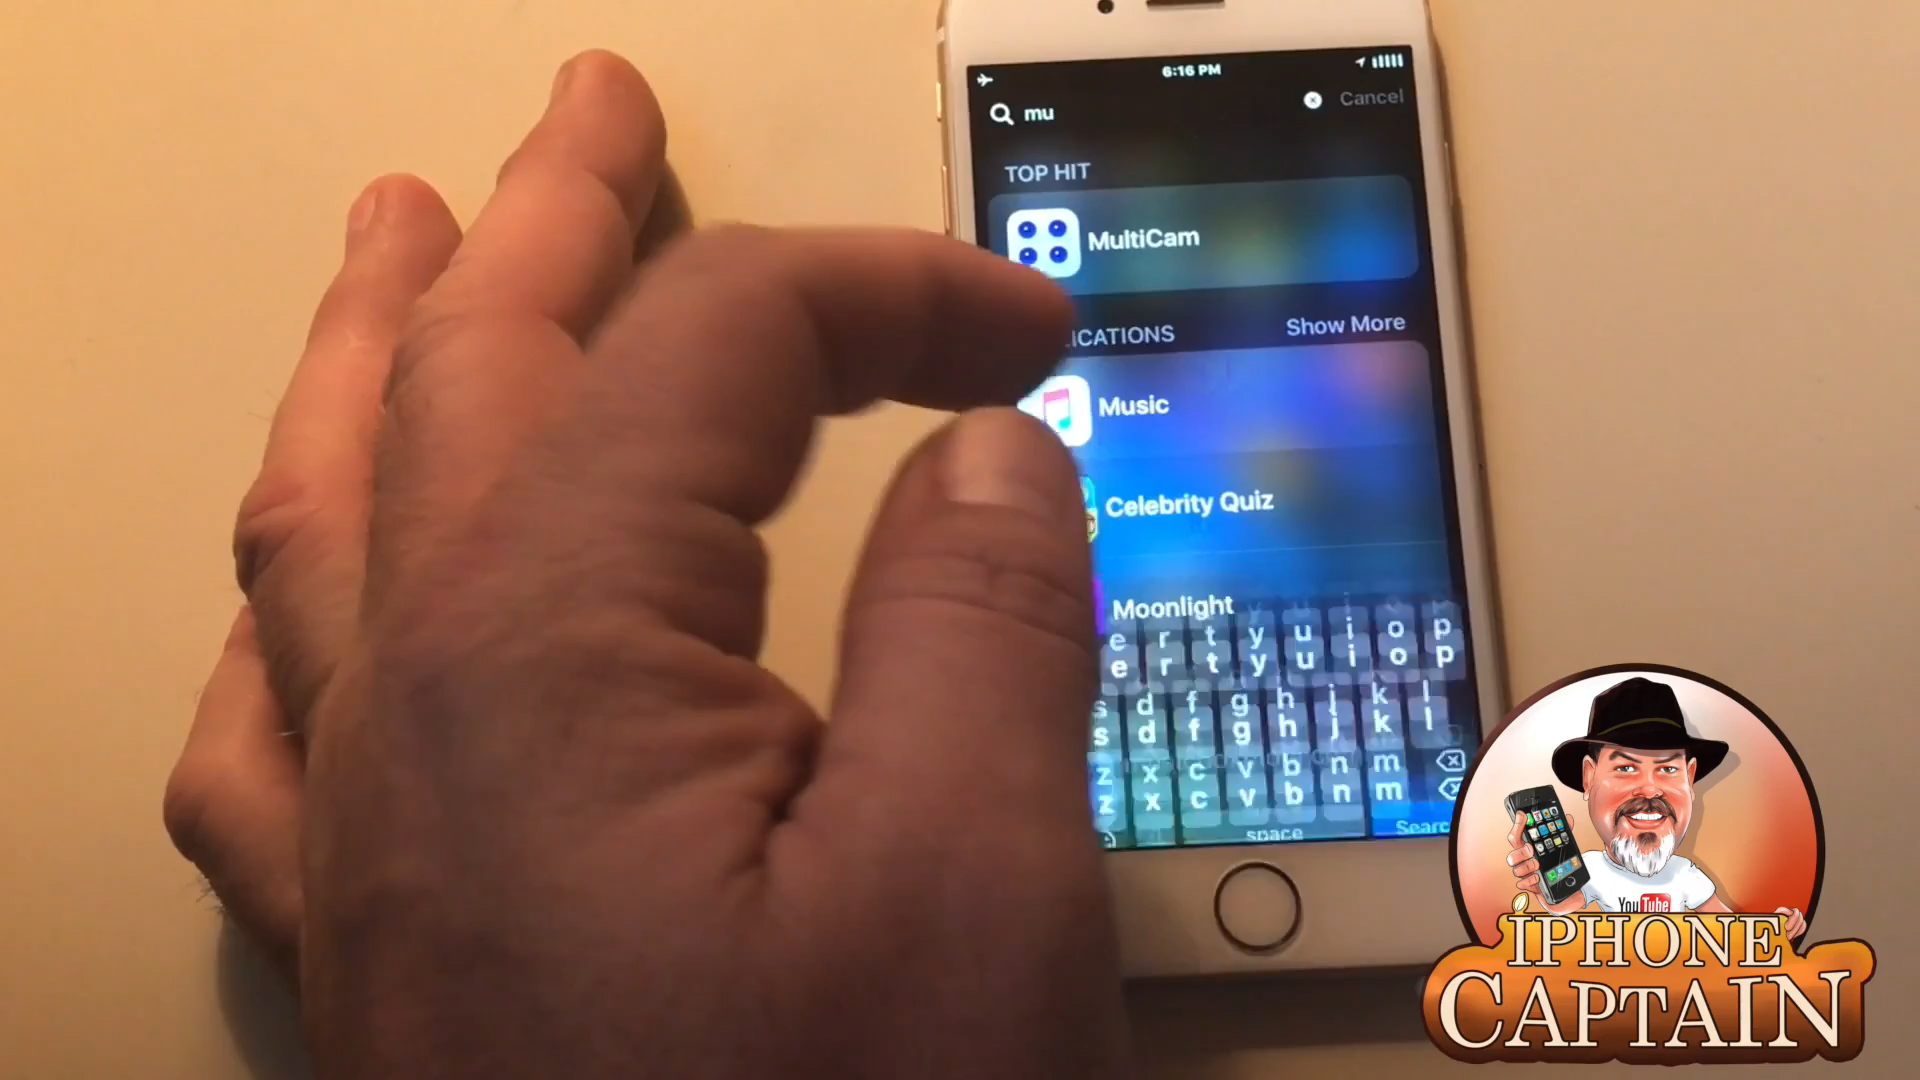 6:16 PM
mu
Cancel
TOP HIT
MultiCam
ICATIONS
Show More
Music
Celebrity Quiz
Moonlight
e r t y u i o p
e r t y u i o p
s d f g h j k l
s d f g h j k l
z x c v b n m
z x c v b n m
space
Searc
YouTube
IPHONE
CAPTAIN